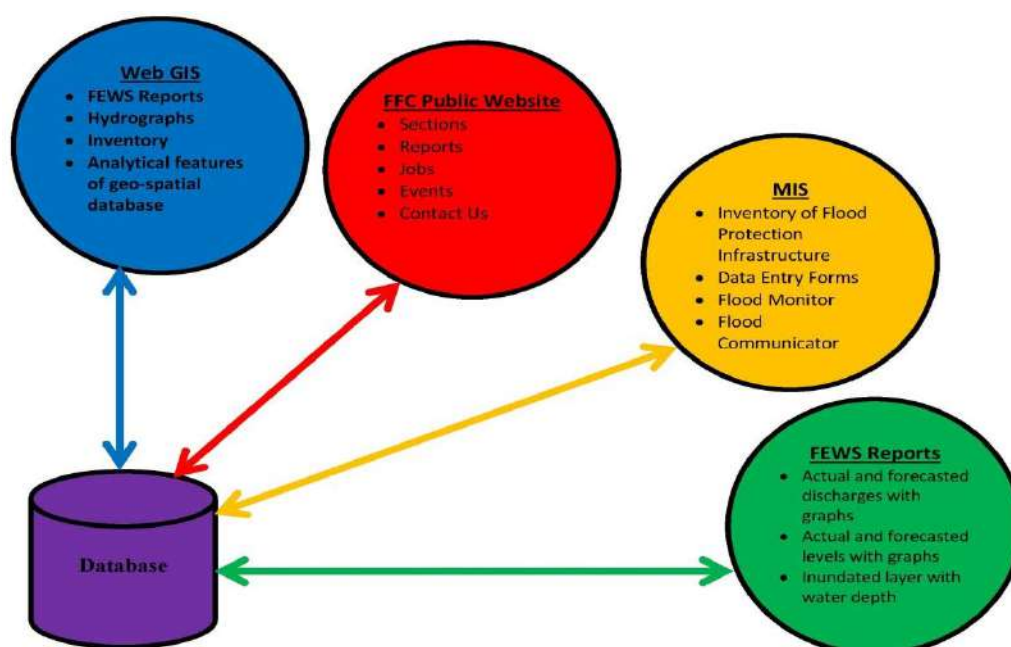 Web GIS
• FEWS Reports
• Hydrographs
• Inventory
• Analytical features
of geo-spatial
database
FFC Public Website
• Sections
• Reports
• Jobs
• Events
• Contact Us
MIS
• Inventory of Flood
Protection
Infrastructure
• Data Entry Forms
• Flood Monitor
• Flood
Communicator
FEWS Reports
• Actual and forecasted
discharges with
graphs
• Actual and forecasted
levels with graphs
• Inundated layer with
water depth
Database